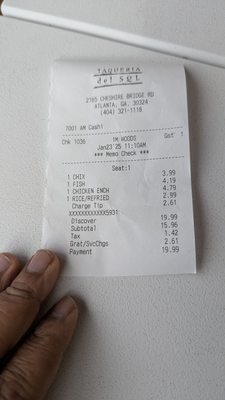 TAQUERIA
del SOL
2165 CHESHIRE BRIDGE RD
ATLANTA, GA. 30324
(404) 321-1118
7001 AM Cash1
Chk 1036 1M WOODS Gst 1
Jan23'25 11:10AM
*** Memo Check ***
Seat:1
1 CHIX 3.99
1 FISH 4.19
1 CHICKEN ENCH 4.79
1 RICE/REFRIED 2.99
Charge Tip 2.61
XXXXXXXXXXXX5931
Discover 19.99
Subtotal 15.96
Tax 1.42
Grat/SvcChgs 2.61
Payment 19.99